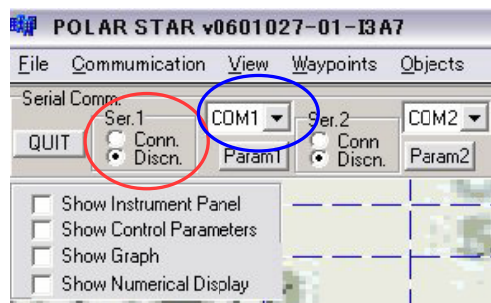 POLAR STAR v0601027-01-I3A7
File Communication View Waypoints Objects
Serial Comm.
QUIT
Ser.1
Conn.
Discn.
COM1
Param1
Ser.2
Conn
Discn.
COM2
Param2
Show Instrument Panel
Show Control Parameters
Show Graph
Show Numerical Display